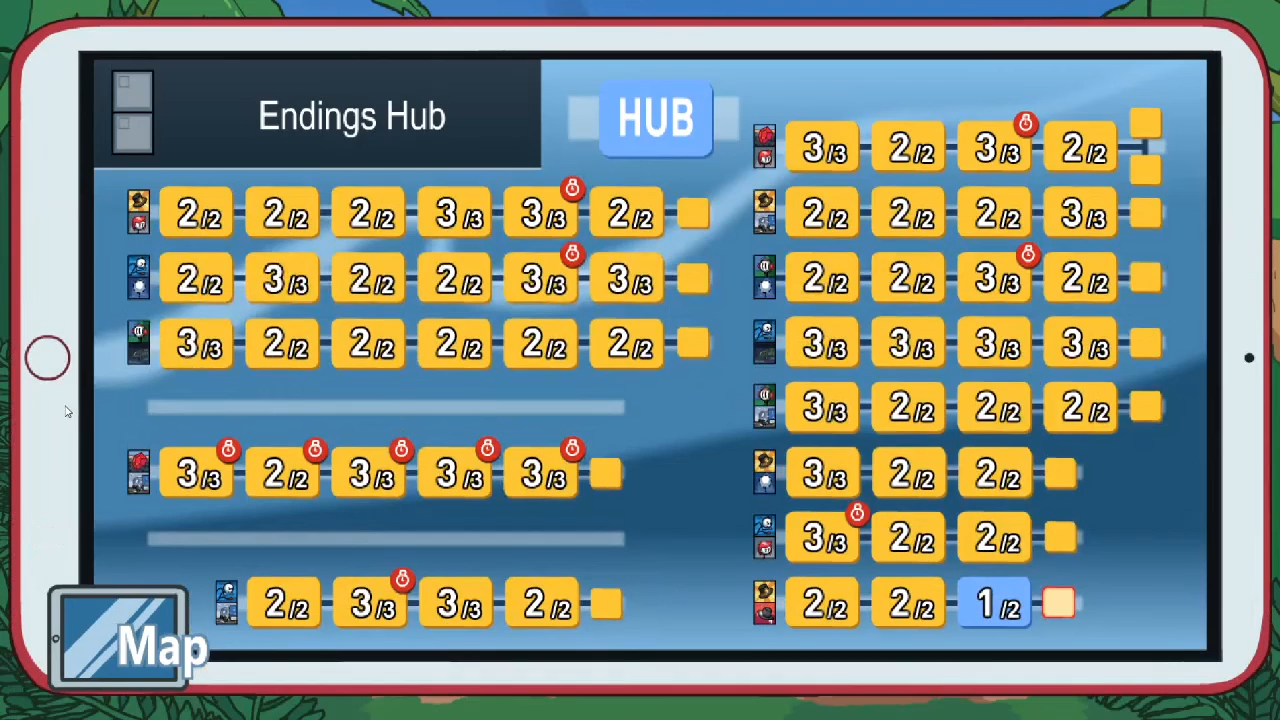 Endings Hub
HUB
2/2 2/2 2/2 3/3 3/3 2/2
2/2 3/3 2/2 2/2 3/3 3/3
3/3 2/2 2/2 2/2 2/2 2/2
3/3 2/2 3/3 3/3 3/3
2/2 3/3 3/3 2/2
3/3 2/2 3/3 2/2
2/2 2/2 2/2 3/3
2/2 2/2 3/3 2/2
3/3 3/3 3/3 3/3
3/3 2/2 2/2 2/2
3/3 2/2 2/2
3/3 2/2 2/2
2/2 2/2 1/2
Map